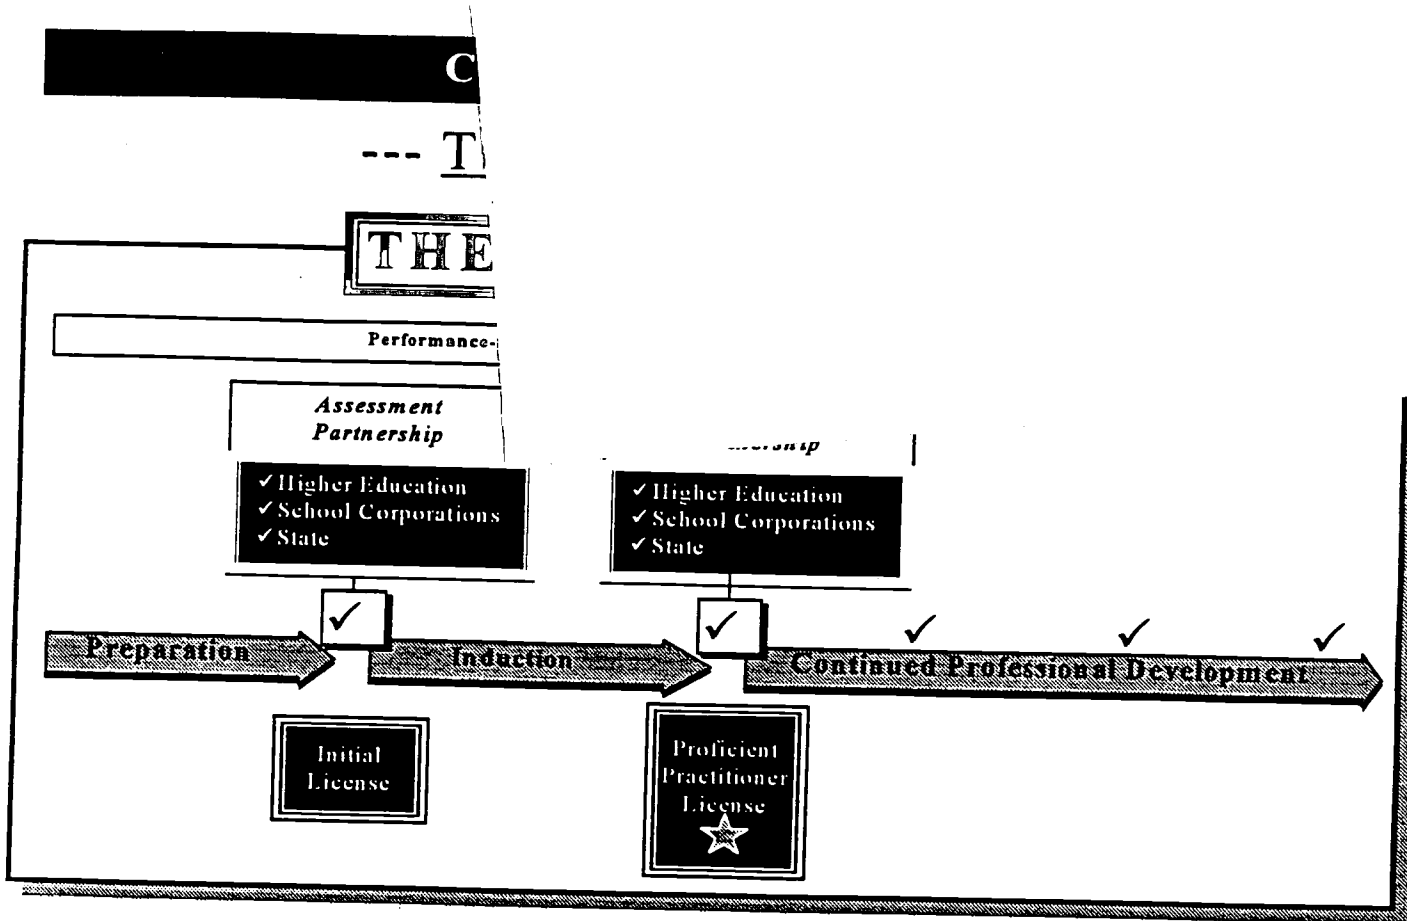 C
--- T
THE
Performance-
Assessment
Partnership
✓ Higher Education
✓ School Corporations
✓ State
✓ Higher Education
✓ School Corporations
✓ State
✓
✓
✓ ✓ ✓
Preparation
Induction
Continued Professional Development
Initial
License
Proficient
Practitioner
License